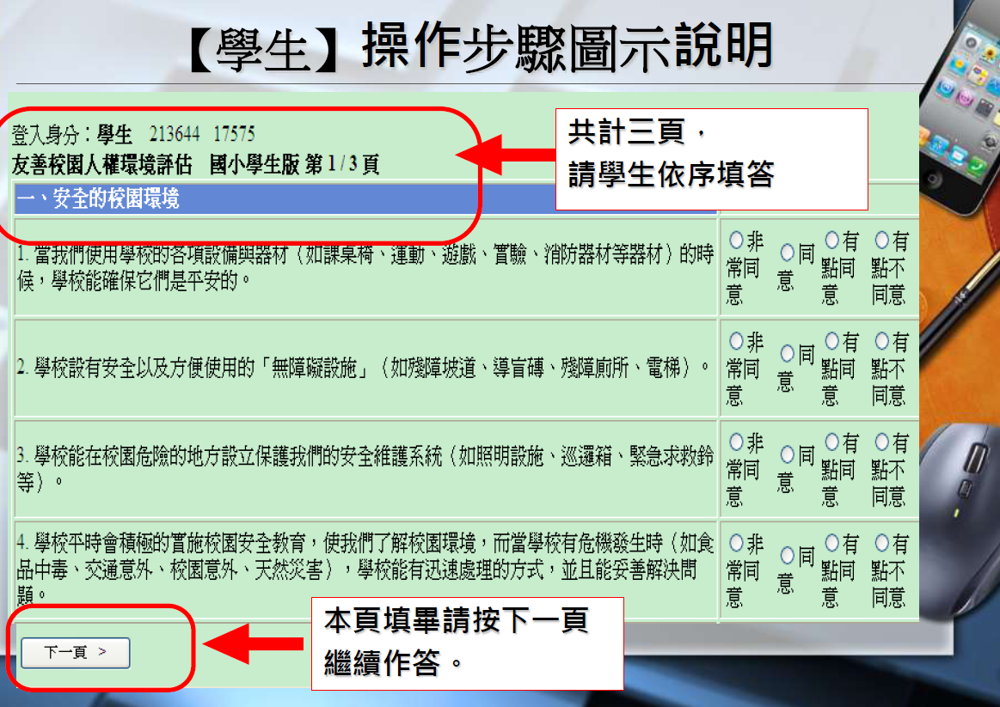 【學生】操作步驟圖示說明
登入身分：學生 213644 17575
友善校園人權環境評估 國小學生版 第 1 / 3 頁
共計三頁，
請學生依序填答
一、安全的校園環境
1. 當我們使用學校的各項設備與器材（如課桌椅、運動、遊戲、實驗、消防器材等器材）的時
候，學校能確保它們是平安的。
非常同意 同意 有點同意 有點不同意
2. 學校設有安全以及方便使用的「無障礙設施」（如殘障坡道、導盲磚、殘障廁所、電梯）。
非常同意 同意 有點同意 有點不同意
3. 學校能在校園危險的地方設立保護我們的安全維護系統（如照明設施、巡邏箱、緊急求救鈴
等）。
非常同意 同意 有點同意 有點不同意
4. 學校平時會積極的實施校園安全教育，使我們了解校園環境，而當學校有危機發生時（如食
品中毒、交通意外、校園意外、天然災害），學校能有迅速處理的方式，並且能妥善解決問
題。
非常同意 同意 有點同意 有點不同意
下一頁 >
本頁填畢請按下一頁
繼續作答。